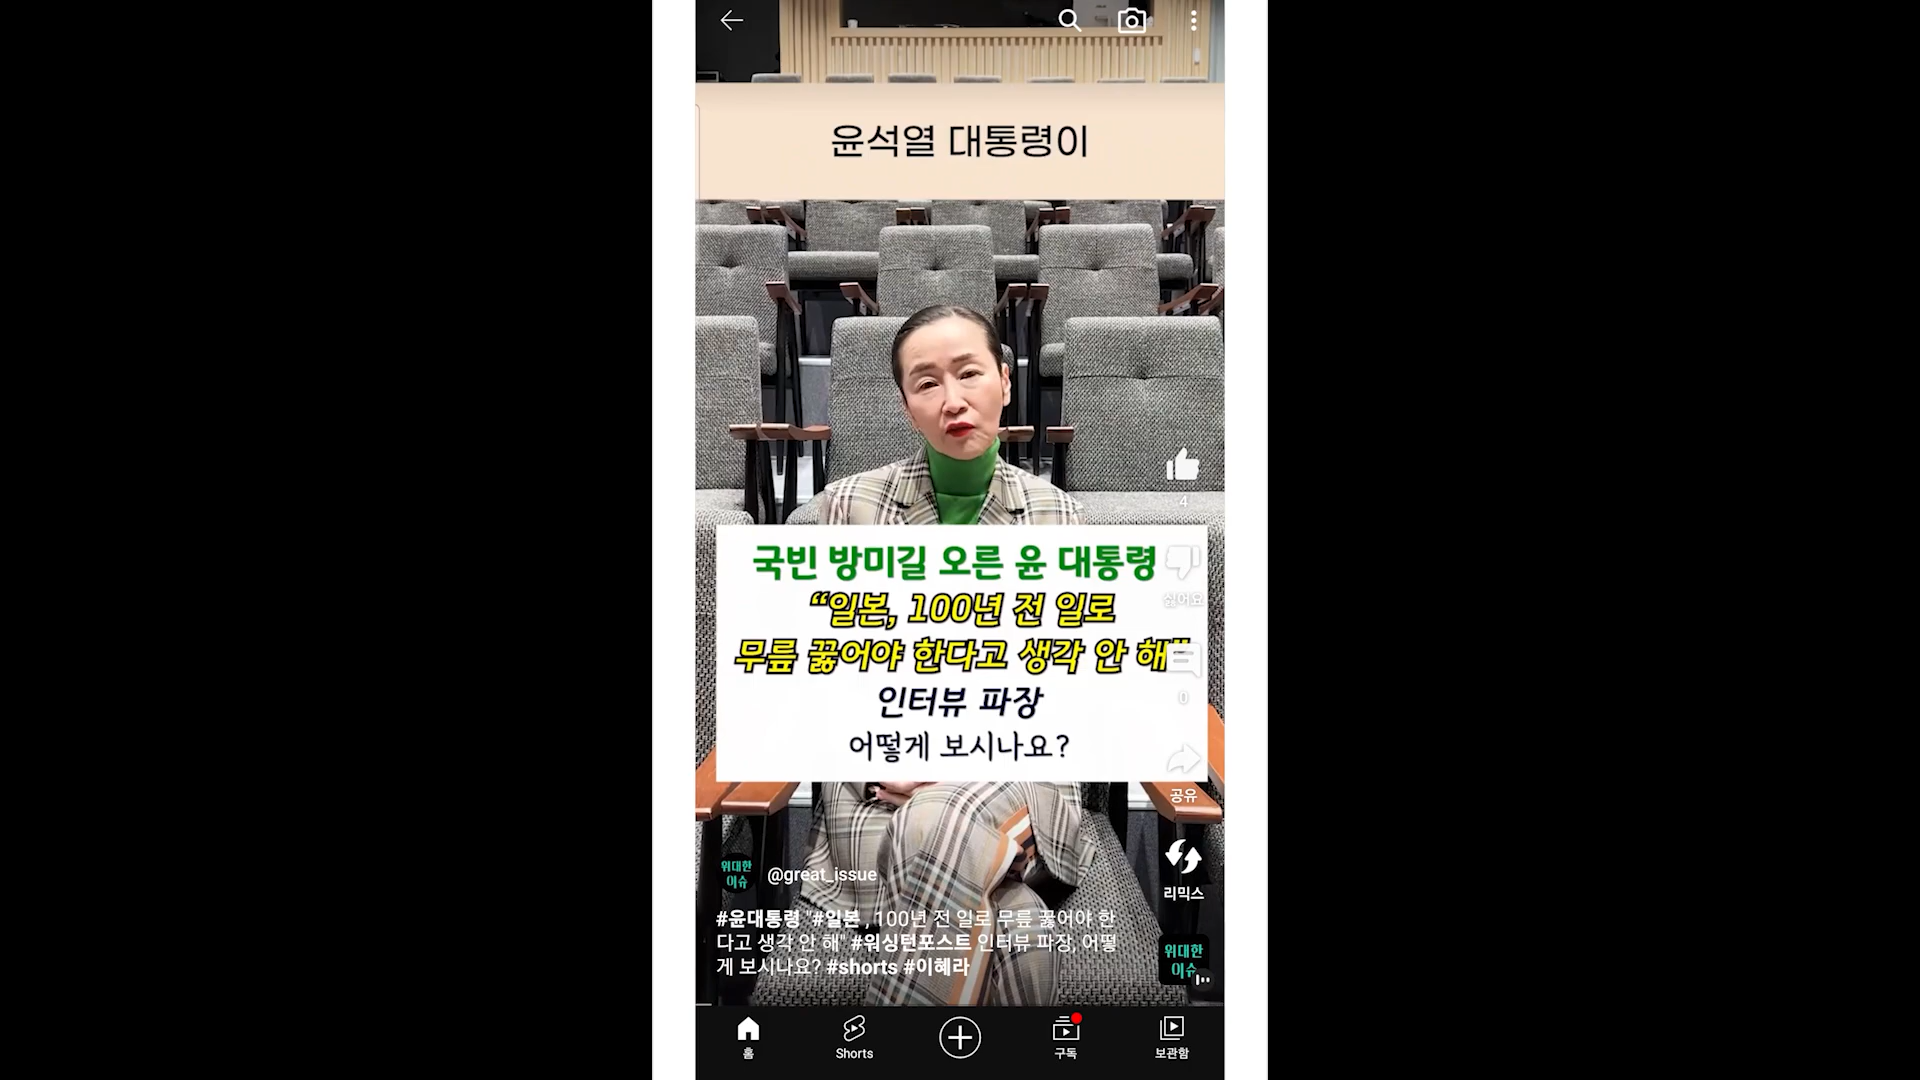 윤석열 대통령이
4
국빈 방미길 오른 윤 대통령
싫어요
“일본, 100년 전 일로
무릎 꿇어야 한다고 생각 안 해"
0
인터뷰 파장
어떻게 보시나요?
공유
위대한
이슈
@great_issue
리믹스
#윤대통령 "#일본 , 100년 전 일로 무릎 꿇어야 한
다고 생각 안 해" #워싱턴포스트 인터뷰 파장, 어떻
게 보시나요? #shorts #이혜라
위대한
이슈
홈
Shorts
구독
보관함